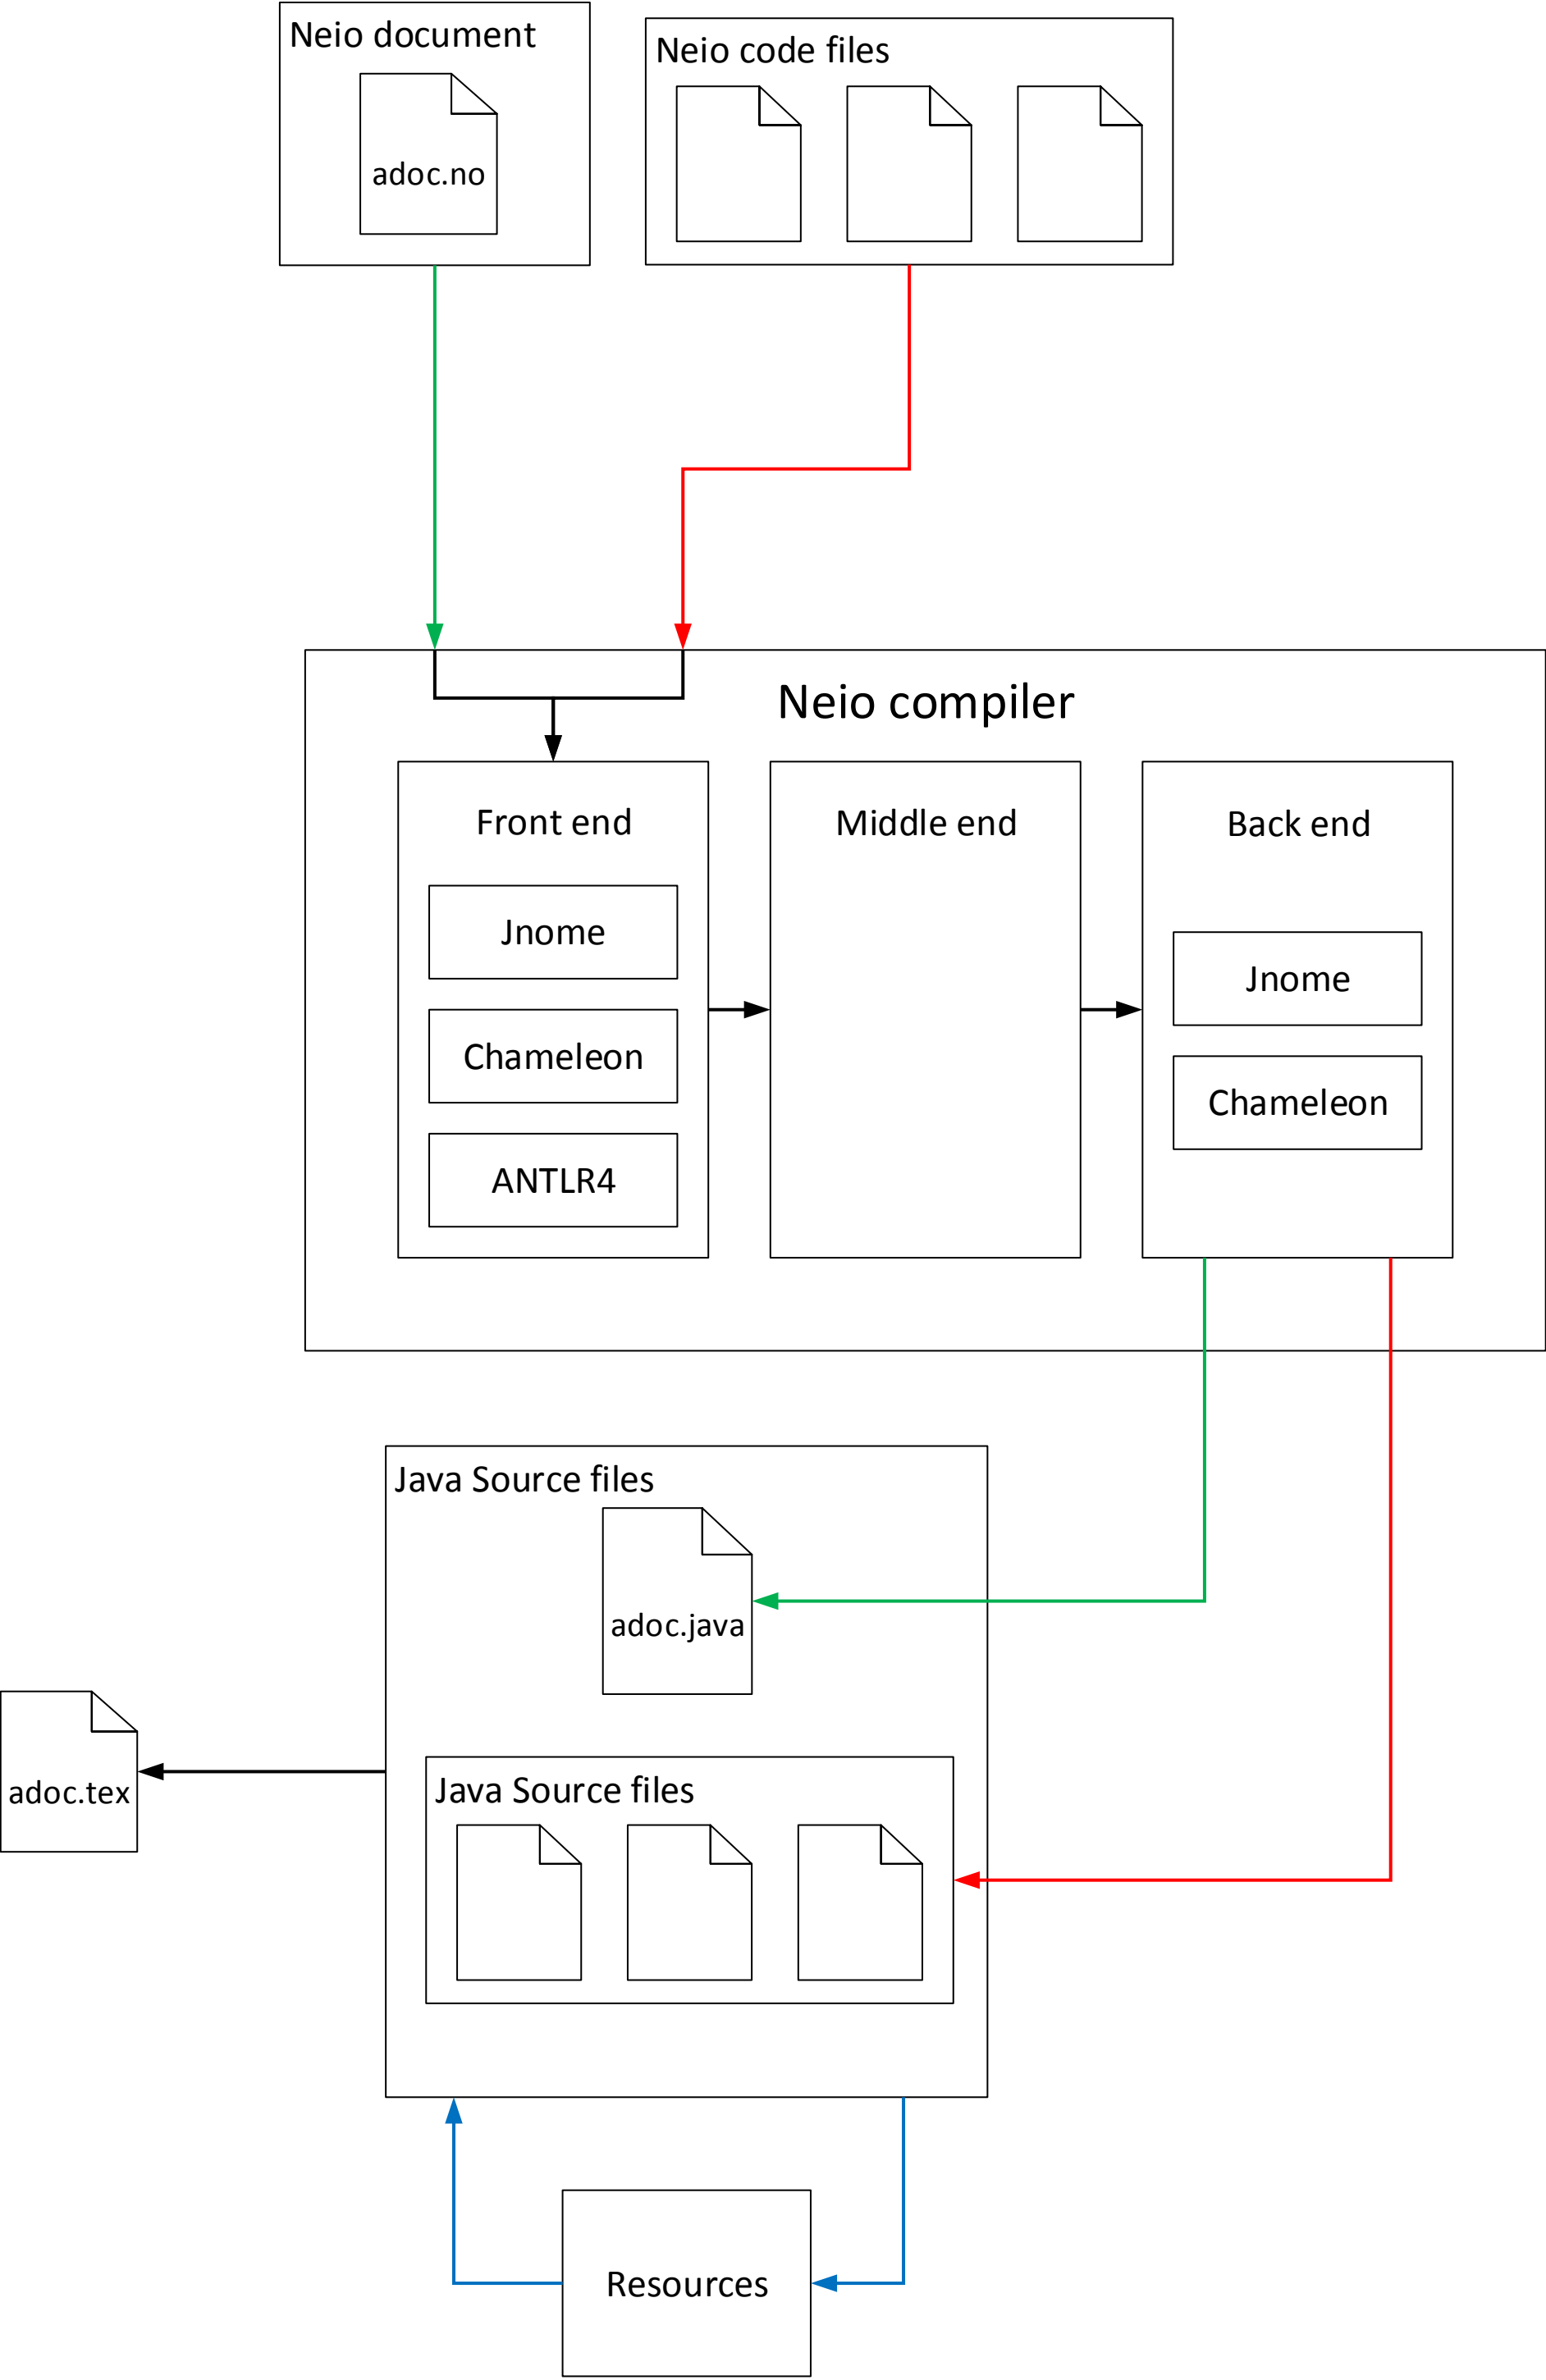 Neio document
adoc.no
Neio code files
Neio compiler
Front end
Jnome
Chameleon
ANTLR4
Middle end
Back end
Jnome
Chameleon
Java Source files
adoc.java
adoc.tex
Java Source files
Resources